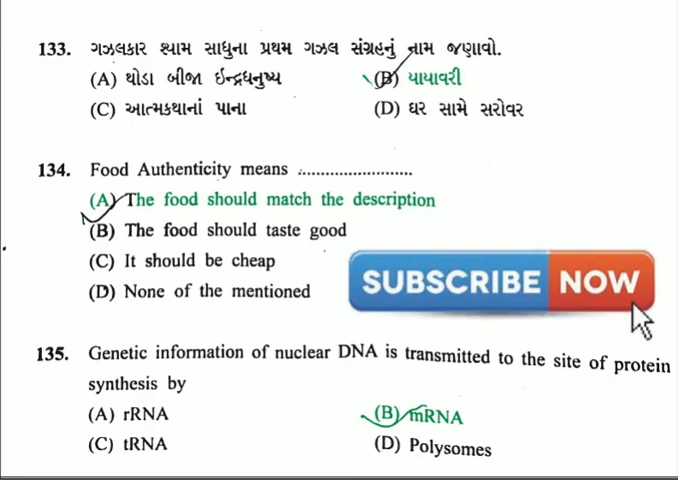 133. ગઝલકાર શ્યામ સાધુના પ્રથમ ગઝલ સંગ્રહનું નામ જણાવો.
(A) થોડા બીજા ઇન્દ્રધનુષ્ય (B) યાયાવરી
(C) આત્મકથાનાં પાના (D) ઘર સામે સરોવર
134. Food Authenticity means :.........................
(A) The food should match the description
(B) The food should taste good
(C) It should be cheap
(D) None of the mentioned
SUBSCRIBE NOW
135. Genetic information of nuclear DNA is transmitted to the site of protein
synthesis by
(A) rRNA (B) mRNA
(C) tRNA (D) Polysomes